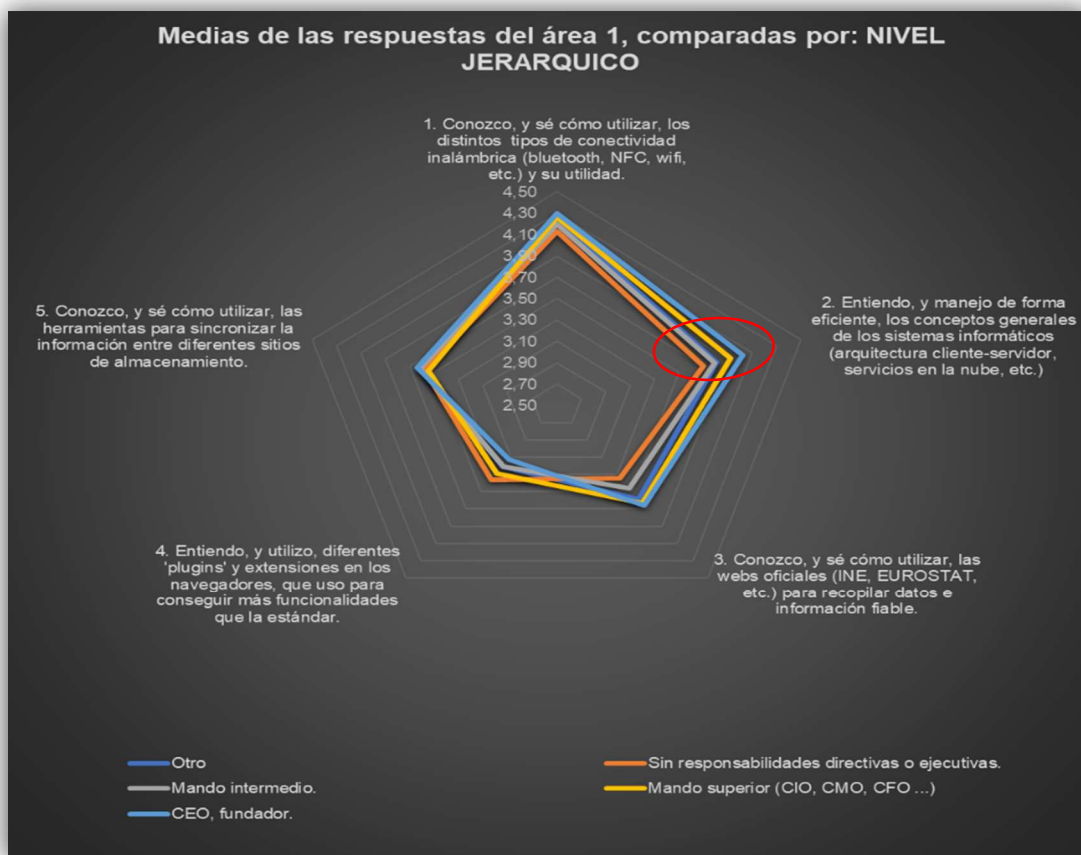 Medias de las respuestas del área 1, comparadas por: NIVEL
JERARQUICO
1. Conozco, y sé cómo utilizar, los
distintos tipos de conectividad
inalámbrica (bluetooth, NFC, wifi,
etc.) y su utilidad.
4,50
4,30
4,10
3,90
3,70
3,50
3,30
3,10
2,90
2,70
2,50
2. Entiendo, y manejo de forma
eficiente, los conceptos generales
de los sistemas informáticos
(arquitectura cliente-servidor,
servicios en la nube, etc.)
3. Conozco, y sé cómo utilizar, las
webs oficiales (INE, EUROSTAT,
etc.) para recopilar datos e
información fiable.
4. Entiendo, y utilizo, diferentes
'plugins' y extensiones en los
navegadores, que uso para
conseguir más funcionalidades
que la estándar.
5. Conozco, y sé cómo utilizar, las
herramientas para sincronizar la
información entre diferentes sitios
de almacenamiento.
Otro
Sin responsabilidades directivas o ejecutivas.
Mando intermedio.
Mando superior (CIO, CMO, CFO ...)
CEO, fundador.